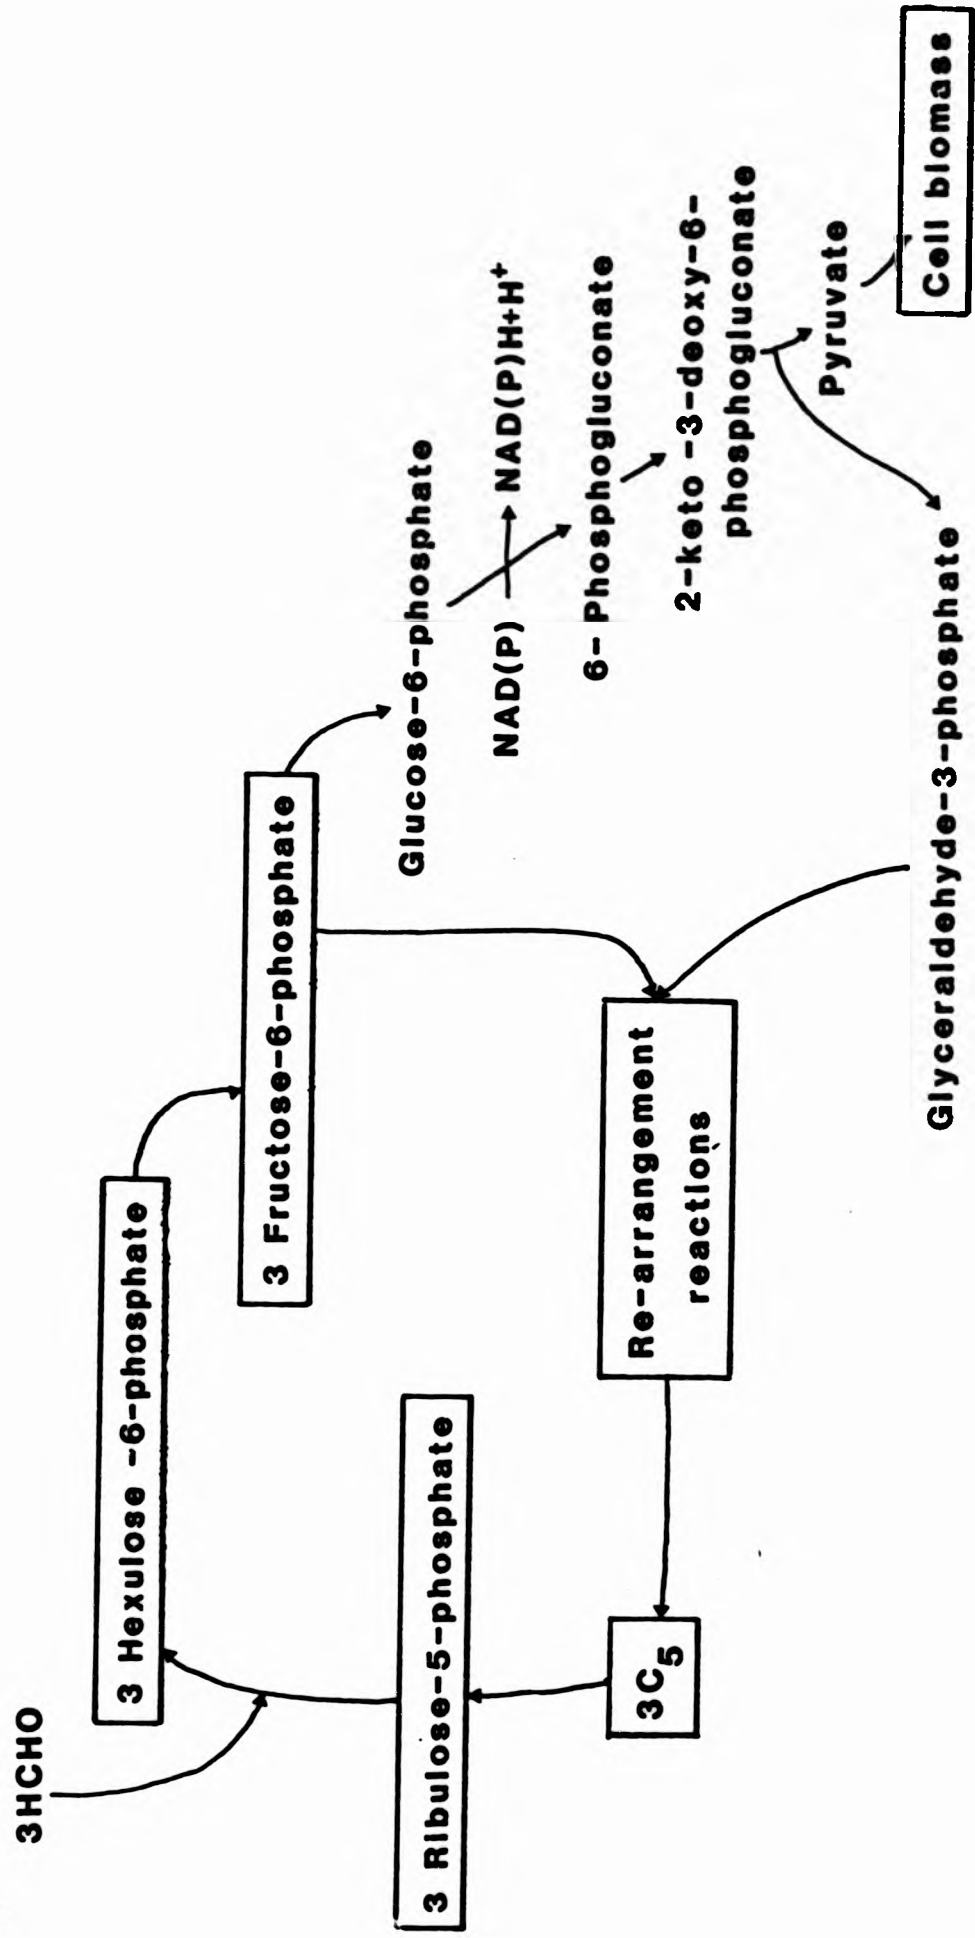 3HCHO
3 Hexulose -6-phosphate
3 Fructose-6-phosphate
Glucose-6-phosphate
NAD(P)
NAD(P)H+H⁺
6-Phosphogluconate
2-keto -3-deoxy-6-
phosphogluconate
Pyruvate
Cell biomass
Glyceraldehyde-3-phosphate
Re-arrangement
reactions
3C₅
3 Ribulose-5-phosphate